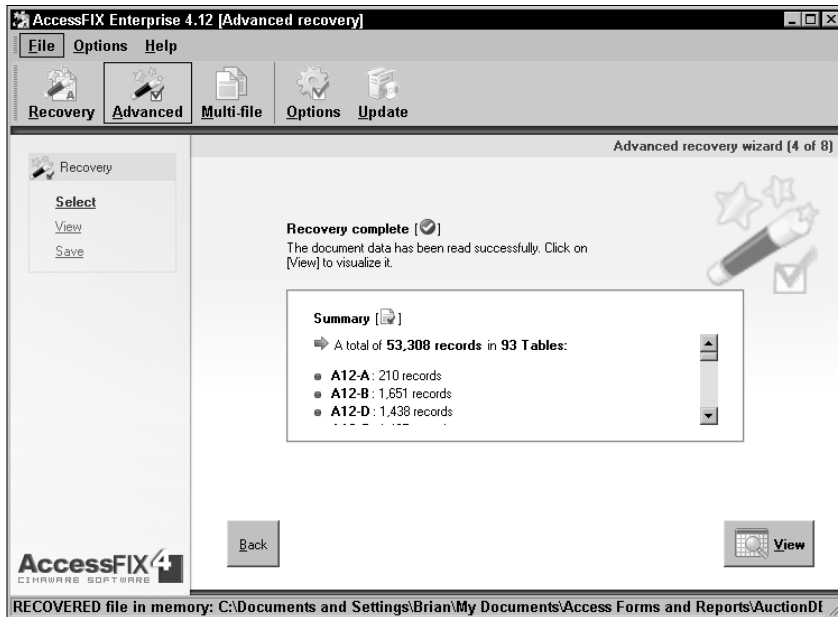 AccessFIX Enterprise 4.12 [Advanced recovery]
File Options Help
Recovery Advanced Multi-file Options Update
Advanced recovery wizard (4 of 8)
Recovery
Select
View
Save
Recovery complete [ ]
The document data has been read successfully. Click on
[View] to visualize it.
Summary [ ]
A total of 53,308 records in 93 Tables:
A12-A : 210 records
A12-B : 1,651 records
A12-D : 1,438 records
Back
View
AccessFIX 4
CIMAWARE SOFTWARE
RECOVERED file in memory: C:\Documents and Settings\Brian\My Documents\Access Forms and Reports\AuctionDB